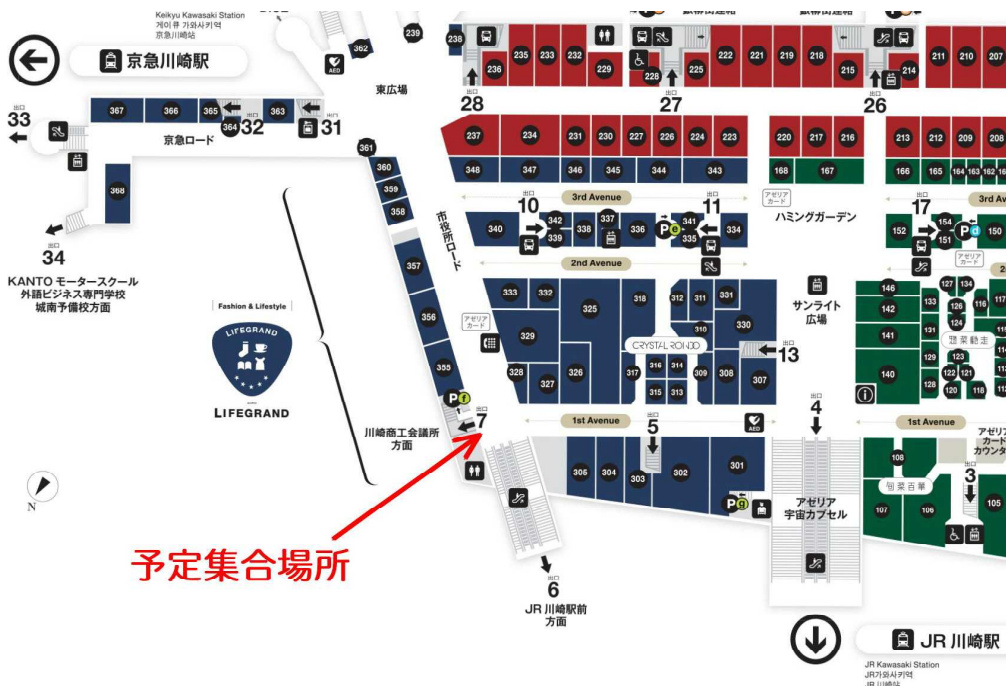 Keikyu Kawasaki Station
게이큐 가와사키역
京急川崎站
京急川崎駅
AED
東広場
362
239
238
236
235
233
232
229
228
225
222
221
219
218
215
214
211
210
207
出口
28
出口
27
出口
26
出口
33
367
366
365
364
出口
32
363
出口
31
京急ロード
361
360
359
358
368
出口
34
KANTO モータースクール
外語ビジネス専門学校
城南予備校方面
237
234
231
230
227
226
224
223
220
217
216
213
212
209
208
348
347
346
345
344
343
168
167
166
165
164
163
162
3rd Avenue
アゼリア
カード
ハミングガーデン
3rd Av
市役所ロード
340
出口
10
342
339
338
337
336
P e
341
335
出口
11
334
152
出口
17
154
151
P d
150
アゼリア
カード
2nd Avenue
357
356
355
333
332
325
318
312
311
331
329
330
310
CRYSTAL RONDO
328
327
326
317
316
314
315
313
309
308
307
出口
13
アゼリア
カード
サンライト
広場
146
142
141
140
133
131
129
128
127
134
126
124
116
117
123
122
121
120
118
Fashion & Lifestyle
LIFEGRAND
LIFEGRAND
P f
出口
7
川崎商工会議所
方面
1st Avenue
出口
5
AED
出口
4
1st Avenue
アゼリア
カード
カウンター
306
304
303
302
301
P g
アゼリア
宇宙カプセル
108
107
106
出口
3
105
N
予定集合場所
出口
6
JR 川崎駅前
方面
JR 川崎駅
JR Kawasaki Station
JR가와사키역
JR 川崎站